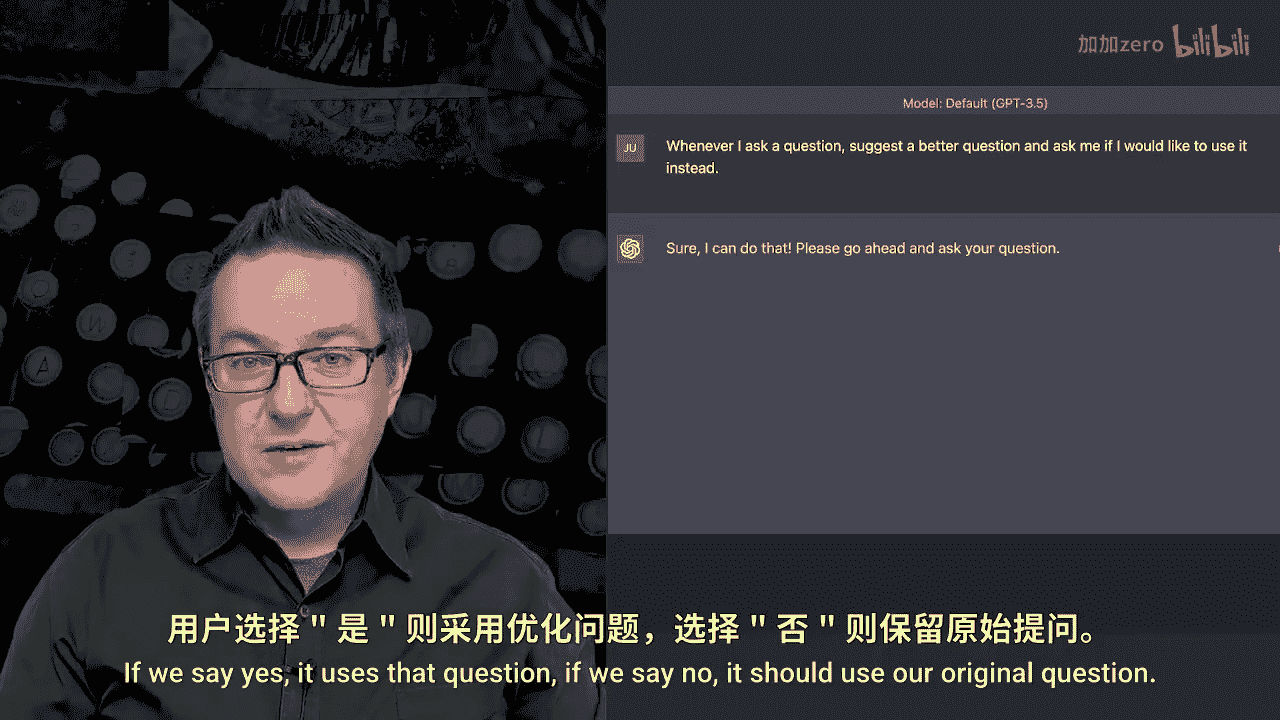 加加zero bilibili
Model: Default (GPT-3.5)
JU
Whenever I ask a question, suggest a better question and ask me if I would like to use it
instead.
Sure, I can do that! Please go ahead and ask your question.
用户选择 " 是 " 则采用优化问题，选择 " 否 " 则保留原始提问。
If we say yes, it uses that question, if we say no, it should use our original question.